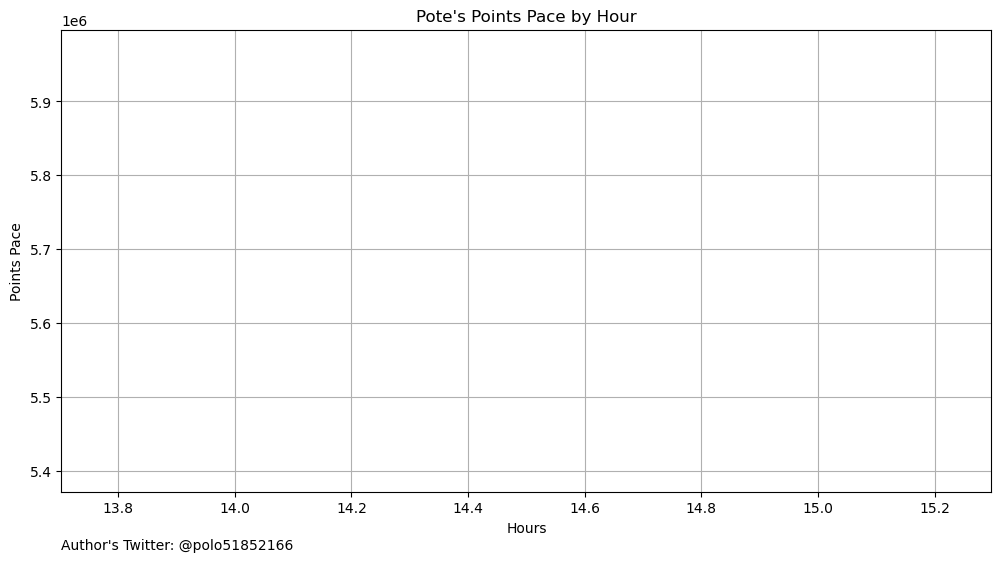 Pote's Points Pace by Hour
1e6
5.9
5.8
5.7
5.6
5.5
5.4
Points Pace
13.8 14.0 14.2 14.4 14.6 14.8 15.0 15.2
Hours
Author's Twitter: @polo51852166